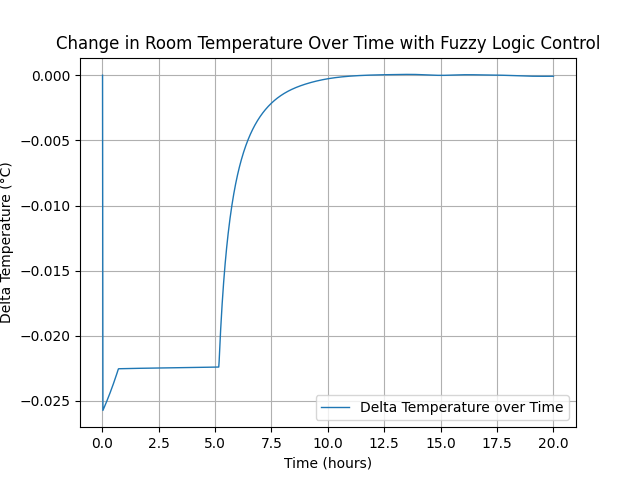 Change in Room Temperature Over Time with Fuzzy Logic Control
Delta Temperature (°C)
0.000
−0.005
−0.010
−0.015
−0.020
−0.025
Delta Temperature over Time
0.0 2.5 5.0 7.5 10.0 12.5 15.0 17.5 20.0
Time (hours)